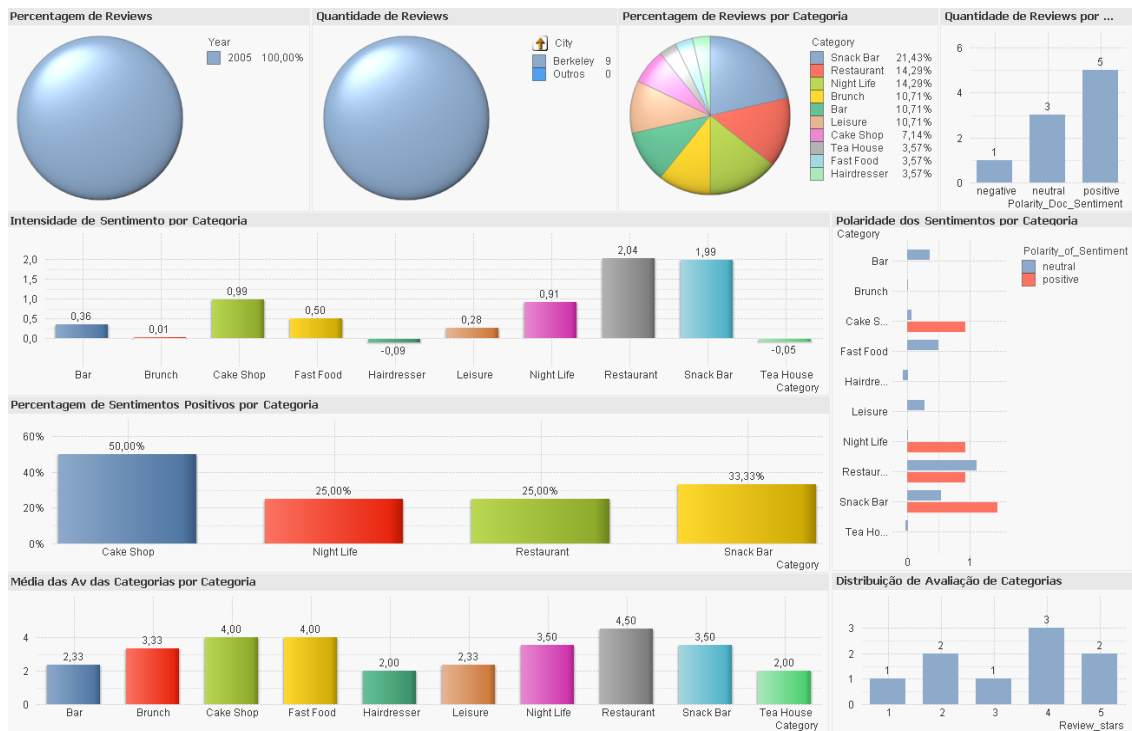 Percentagem de Reviews
Year
2005 100,00%
Quantidade de Reviews
City
Berkeley 9
Outros 0
Percentagem de Reviews por Categoria
Category
Snack Bar 21,43%
Restaurant 14,29%
Night Life 14,29%
Brunch 10,71%
Bar 10,71%
Leisure 10,71%
Cake Shop 7,14%
Tea House 3,57%
Fast Food 3,57%
Hairdresser 3,57%
Quantidade de Reviews por ...
6
4
2
0
1
3
5
negative neutral positive
Polarity_Doc_Sentiment
Intensidade de Sentimento por Categoria
2,0
1,5
1,0
0,5
0,0
0,36 0,01 0,99 0,50 -0,09 0,28 0,91 2,04 1,99 -0,05
Bar Brunch Cake Shop Fast Food Hairdresser Leisure Night Life Restaurant Snack Bar Tea House
Category
Polaridade dos Sentimentos por Categoria
Category
Bar
Brunch
Cake S...
Fast Food
Hairdre...
Leisure
Night Life
Restaur...
Snack Bar
Tea Ho...
0 1
Polarity_of_Sentiment
neutral
positive
Percentagem de Sentimentos Positivos por Categoria
60%
40%
20%
0%
50,00% 25,00% 25,00% 33,33%
Cake Shop Night Life Restaurant Snack Bar
Category
Média das Av das Categorias por Categoria
4
2
0
2,33 3,33 4,00 4,00 2,00 2,33 3,50 4,50 3,50 2,00
Bar Brunch Cake Shop Fast Food Hairdresser Leisure Night Life Restaurant Snack Bar Tea House
Category
Distribuição de Avaliação de Categorias
3
2
1
0
1 2 1 3 2
1 2 3 4 5
Review_stars